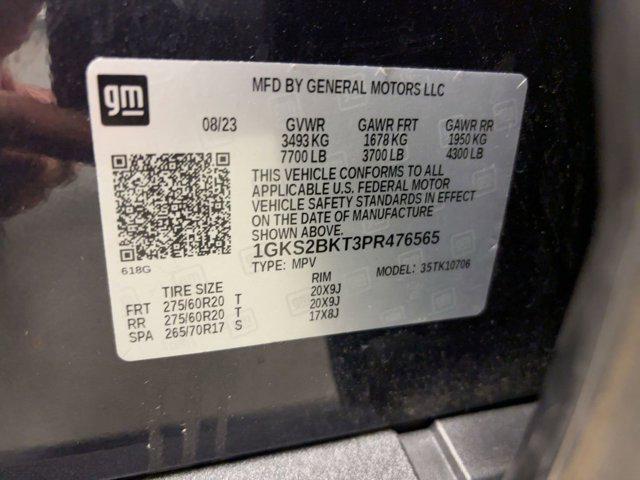 gm
MFD BY GENERAL MOTORS LLC
08/23 GVWR GAWR FRT GAWR RR
3493 KG 1678 KG 1950 KG
7700 LB 3700 LB 4300 LB
THIS VEHICLE CONFORMS TO ALL
APPLICABLE U.S. FEDERAL MOTOR
VEHICLE SAFETY STANDARDS IN EFFECT
ON THE DATE OF MANUFACTURE
SHOWN ABOVE.
1GKS2BKT3PR476565
618G
TYPE: MPV MODEL: 35TK10706
TIRE SIZE RIM
FRT 275/60R20 T 20X9J
RR 275/60R20 T 20X9J
SPA 265/70R17 S 17X8J